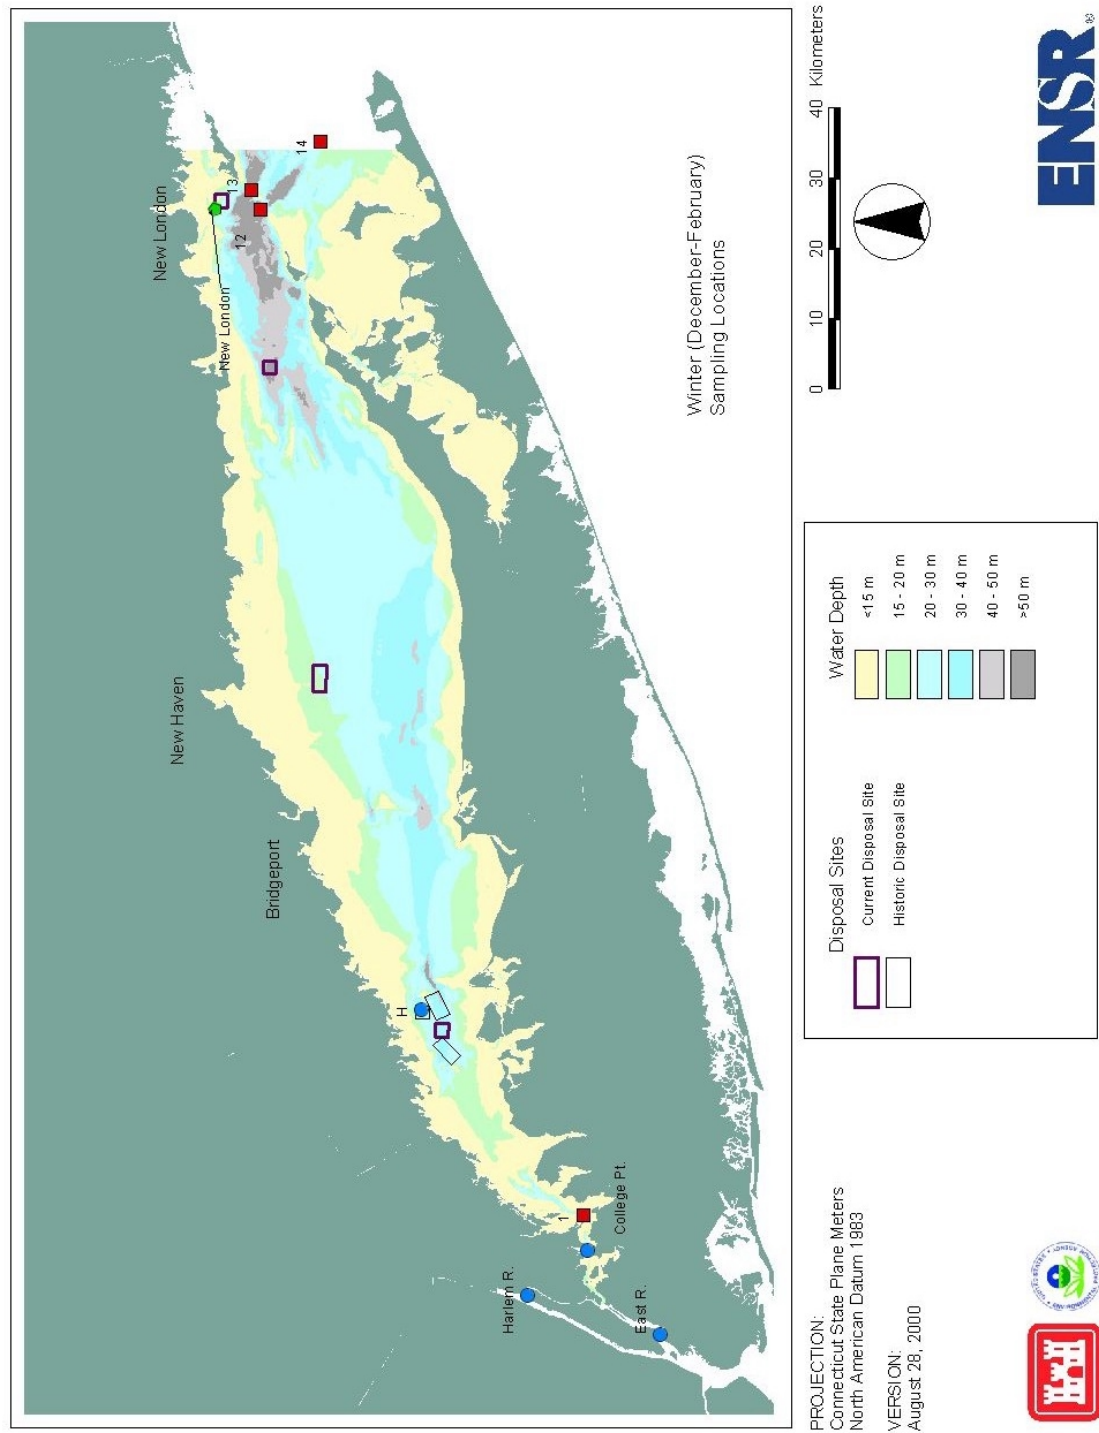 New London
13
14
12
New London
New Haven
Bridgeport
H
1
College Pt.
Harlem R.
East R.
Winter (December-February)
Sampling Locations
0 10 20 30 40 Kilometers
PROJECTION:
Connecticut State Plane Meters
North American Datum 1983
VERSION:
August 28, 2000
Disposal Sites
Current Disposal Site
Historic Disposal Site
Water Depth
<15 m
15 - 20 m
20 - 30 m
30 - 40 m
40 - 50 m
>50 m
ENSR®